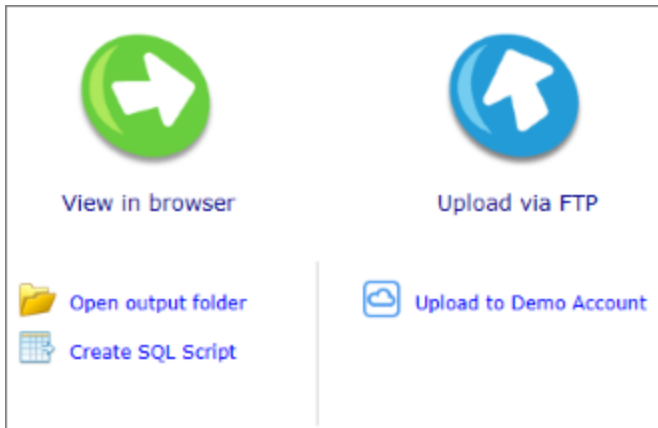 View in browser
Upload via FTP
Open output folder
Upload to Demo Account
Create SQL Script